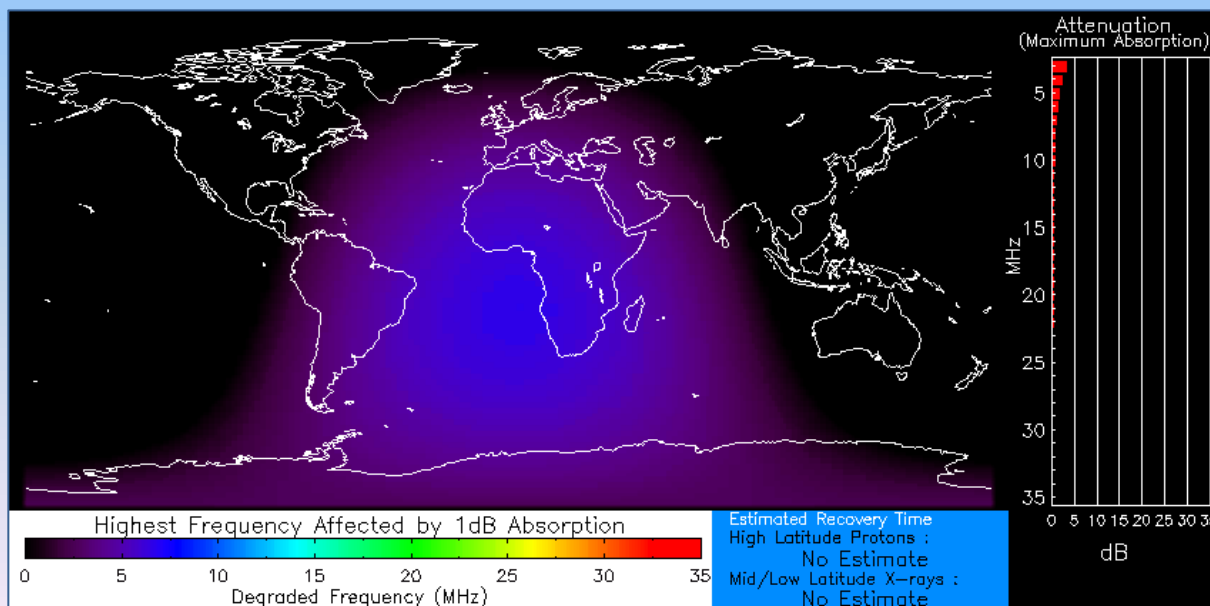 Attenuation
(Maximum Absorption)
5
10
15
20
25
30
35
MHz
0 5 10 15 20 25 30 35
dB
Highest Frequency Affected by 1dB Absorption
0 5 10 15 20 25 30 35
Degraded Frequency (MHz)
Estimated Recovery Time
High Latitude Protons :
No Estimate
Mid/Low Latitude X-rays :
No Estimate